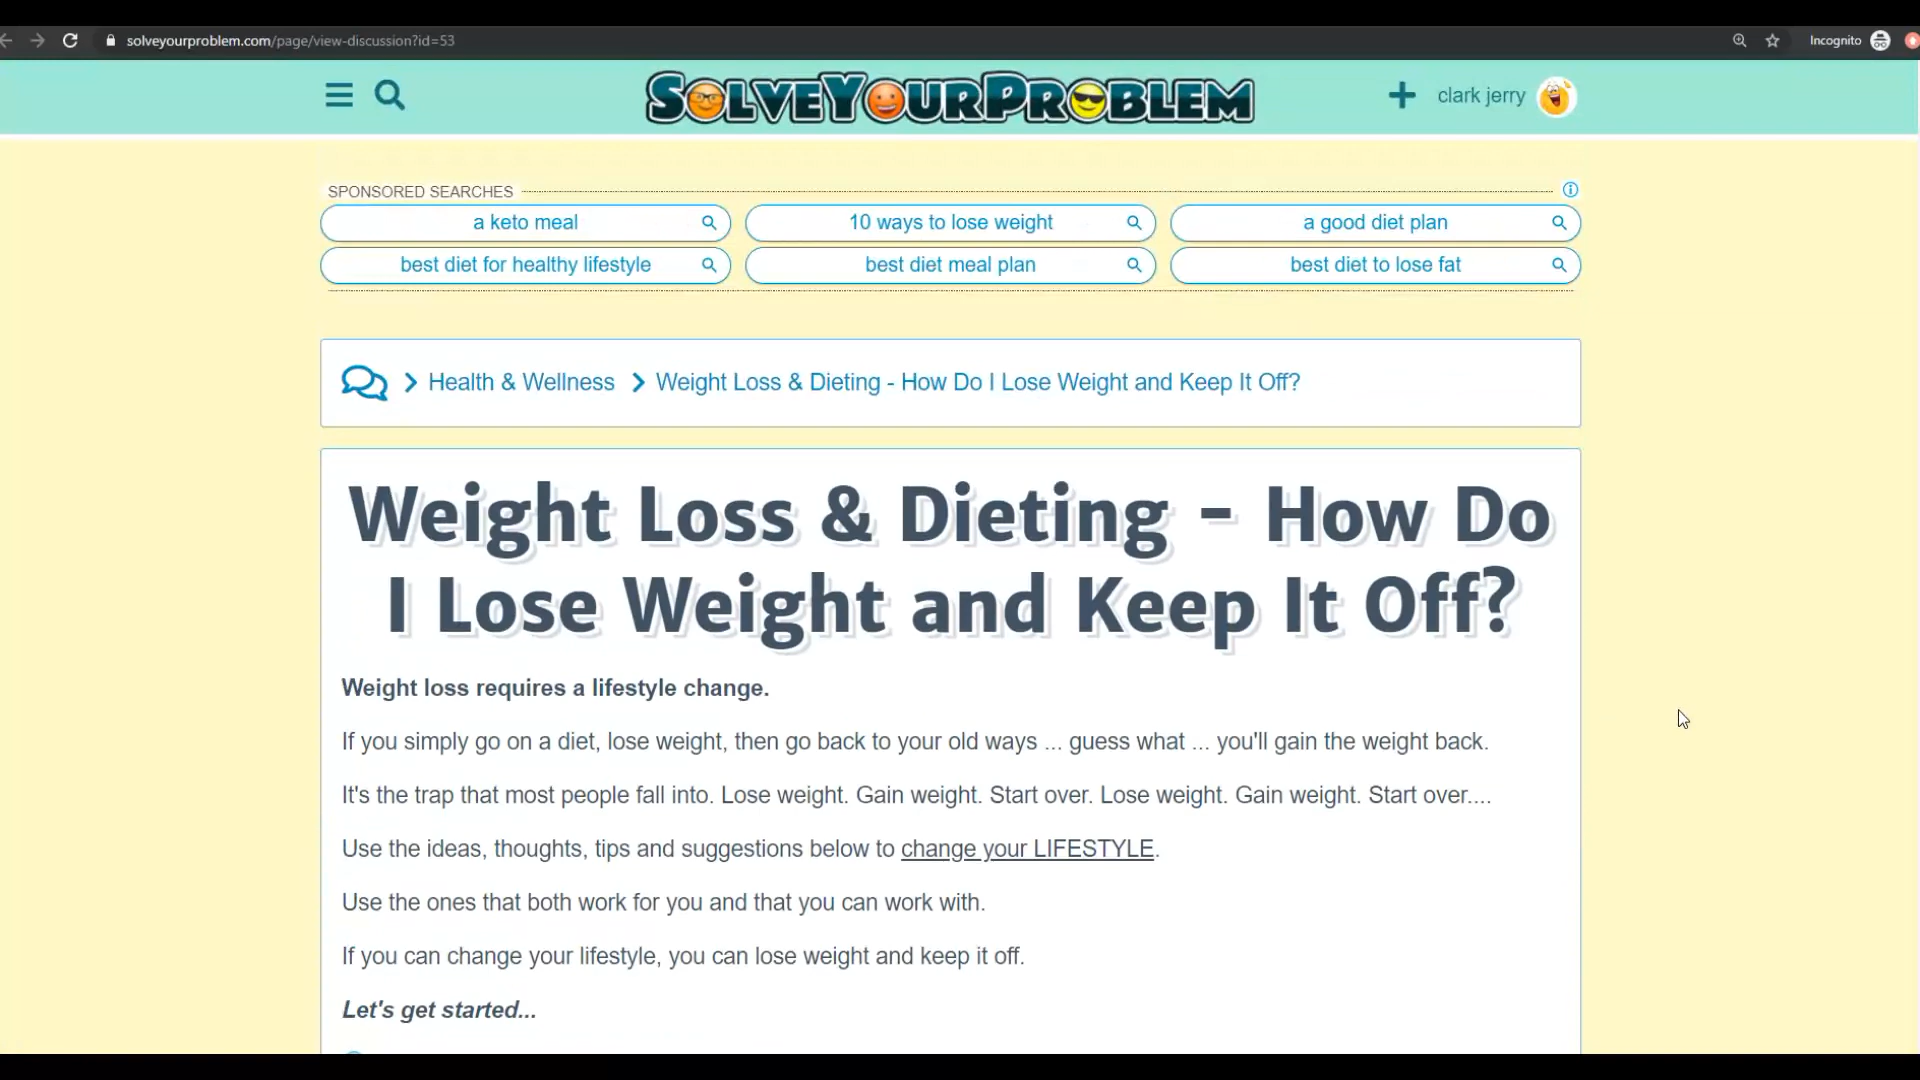 solveyourproblem.com/page/view-discussion?id=53
Incognito
SOLVEYOURPROBLEM
clark jerry
SPONSORED SEARCHES
a keto meal
10 ways to lose weight
a good diet plan
best diet for healthy lifestyle
best diet meal plan
best diet to lose fat
Health & Wellness
Weight Loss & Dieting - How Do I Lose Weight and Keep It Off?
Weight Loss & Dieting - How Do
I Lose Weight and Keep It Off?
Weight loss requires a lifestyle change.
If you simply go on a diet, lose weight, then go back to your old ways ... guess what ... you'll gain the weight back.
It's the trap that most people fall into. Lose weight. Gain weight. Start over. Lose weight. Gain weight. Start over....
Use the ideas, thoughts, tips and suggestions below to change your LIFESTYLE.
Use the ones that both work for you and that you can work with.
If you can change your lifestyle, you can lose weight and keep it off.
Let's get started...